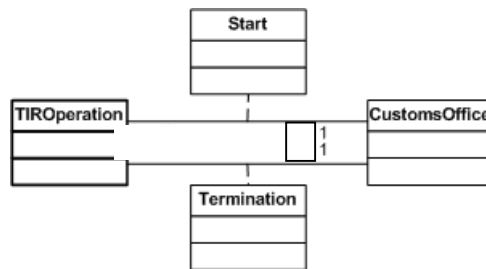 Start
TIROperation
CustomsOffice
1
1
Termination